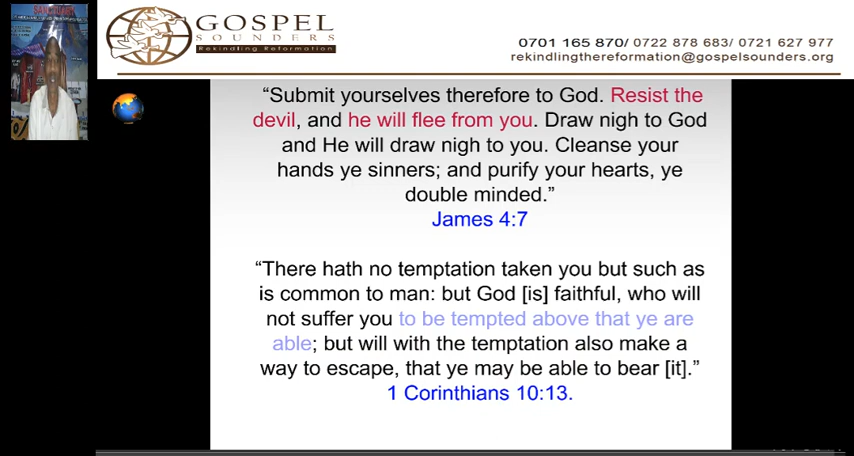 GOSPEL
SOUNDERS
Rekindling Reformation
0701 165 870/ 0722 878 683/ 0721 627 977
rekindlingthereformation@gospelsounders.org
“Submit yourselves therefore to God. Resist the
devil, and he will flee from you. Draw nigh to God
and He will draw nigh to you. Cleanse your
hands ye sinners; and purify your hearts, ye
double minded.”
James 4:7
“There hath no temptation taken you but such as
is common to man: but God [is] faithful, who will
not suffer you to be tempted above that ye are
able; but will with the temptation also make a
way to escape, that ye may be able to bear [it].”
1 Corinthians 10:13.